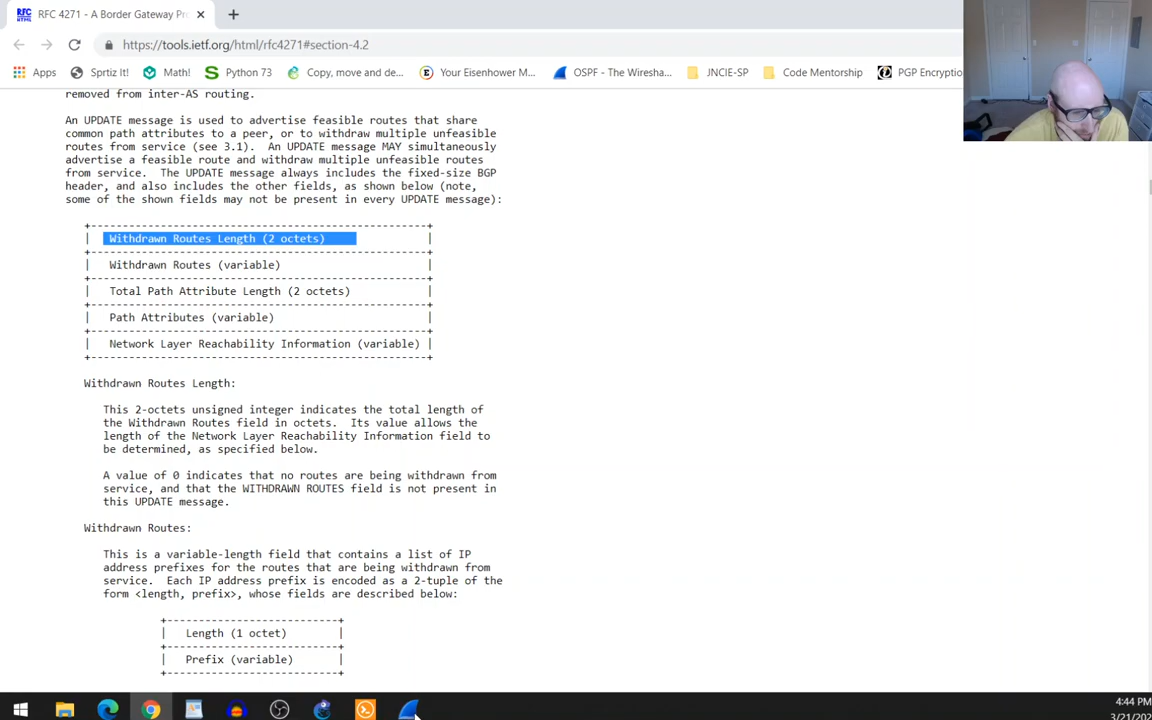 RFC 4271 - A Border Gateway Pr
https://tools.ietf.org/html/rfc4271#section-4.2
Apps Sprtiz It! Math! Python 73 Copy, move and de... Your Eisenhower M... OSPF - The Wiresha... JNCIE-SP Code Mentorship PGP Encryptio
removed from inter-AS routing.
An UPDATE message is used to advertise feasible routes that share
common path attributes to a peer, or to withdraw multiple unfeasible
routes from service (see 3.1).  An UPDATE message MAY simultaneously
advertise a feasible route and withdraw multiple unfeasible routes
from service.  The UPDATE message always includes the fixed-size BGP
header, and also includes the other fields, as shown below (note,
some of the shown fields may not be present in every UPDATE message):
Withdrawn Routes Length (2 octets)
Withdrawn Routes (variable)
Total Path Attribute Length (2 octets)
Path Attributes (variable)
Network Layer Reachability Information (variable)
Withdrawn Routes Length:
This 2-octets unsigned integer indicates the total length of
the Withdrawn Routes field in octets.  Its value allows the
length of the Network Layer Reachability Information field to
be determined, as specified below.
A value of 0 indicates that no routes are being withdrawn from
service, and that the WITHDRAWN ROUTES field is not present in
this UPDATE message.
Withdrawn Routes:
This is a variable-length field that contains a list of IP
address prefixes for the routes that are being withdrawn from
service.  Each IP address prefix is encoded as a 2-tuple of the
form <length, prefix>, whose fields are described below:
Length (1 octet)
Prefix (variable)
4:44 PM
3/21/202